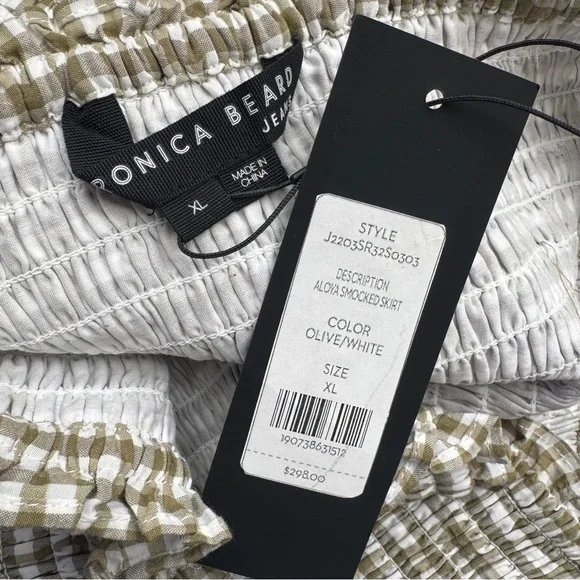 RONICA BEARD
JEANS
XL
MADE IN
CHINA
STYLE
J2203SR32S0303
DESCRIPTION
ALOYA SMOCKED SKIRT
COLOR
OLIVE/WHITE
SIZE
XL
190738631512
$298.00